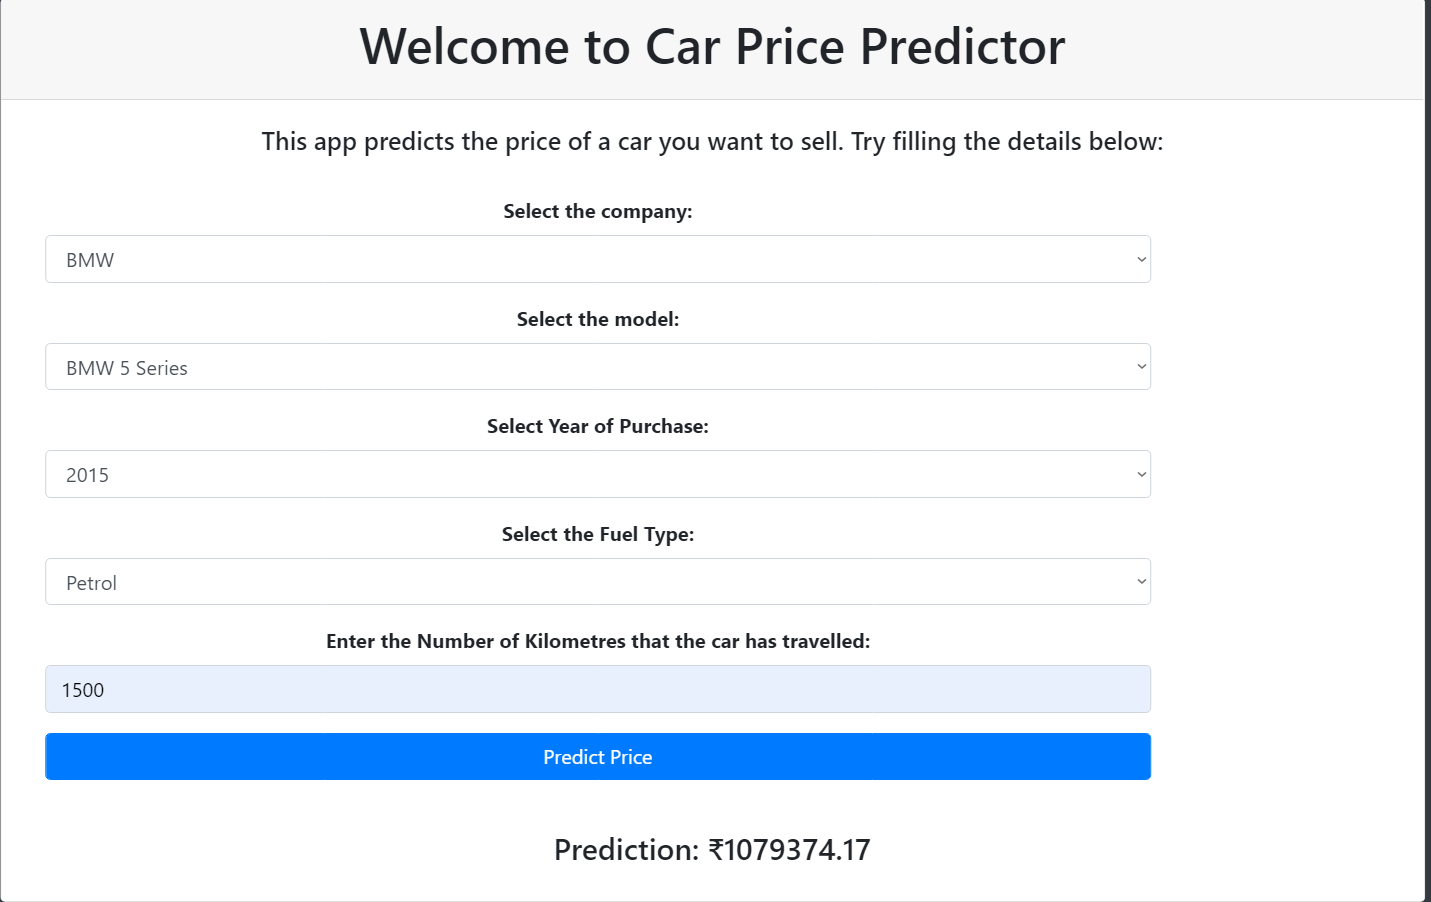 Welcome to Car Price Predictor
This app predicts the price of a car you want to sell. Try filling the details below:
Select the company:
BMW
Select the model:
BMW 5 Series
Select Year of Purchase:
2015
Select the Fuel Type:
Petrol
Enter the Number of Kilometres that the car has travelled:
1500
Predict Price
Prediction: ₹1079374.17